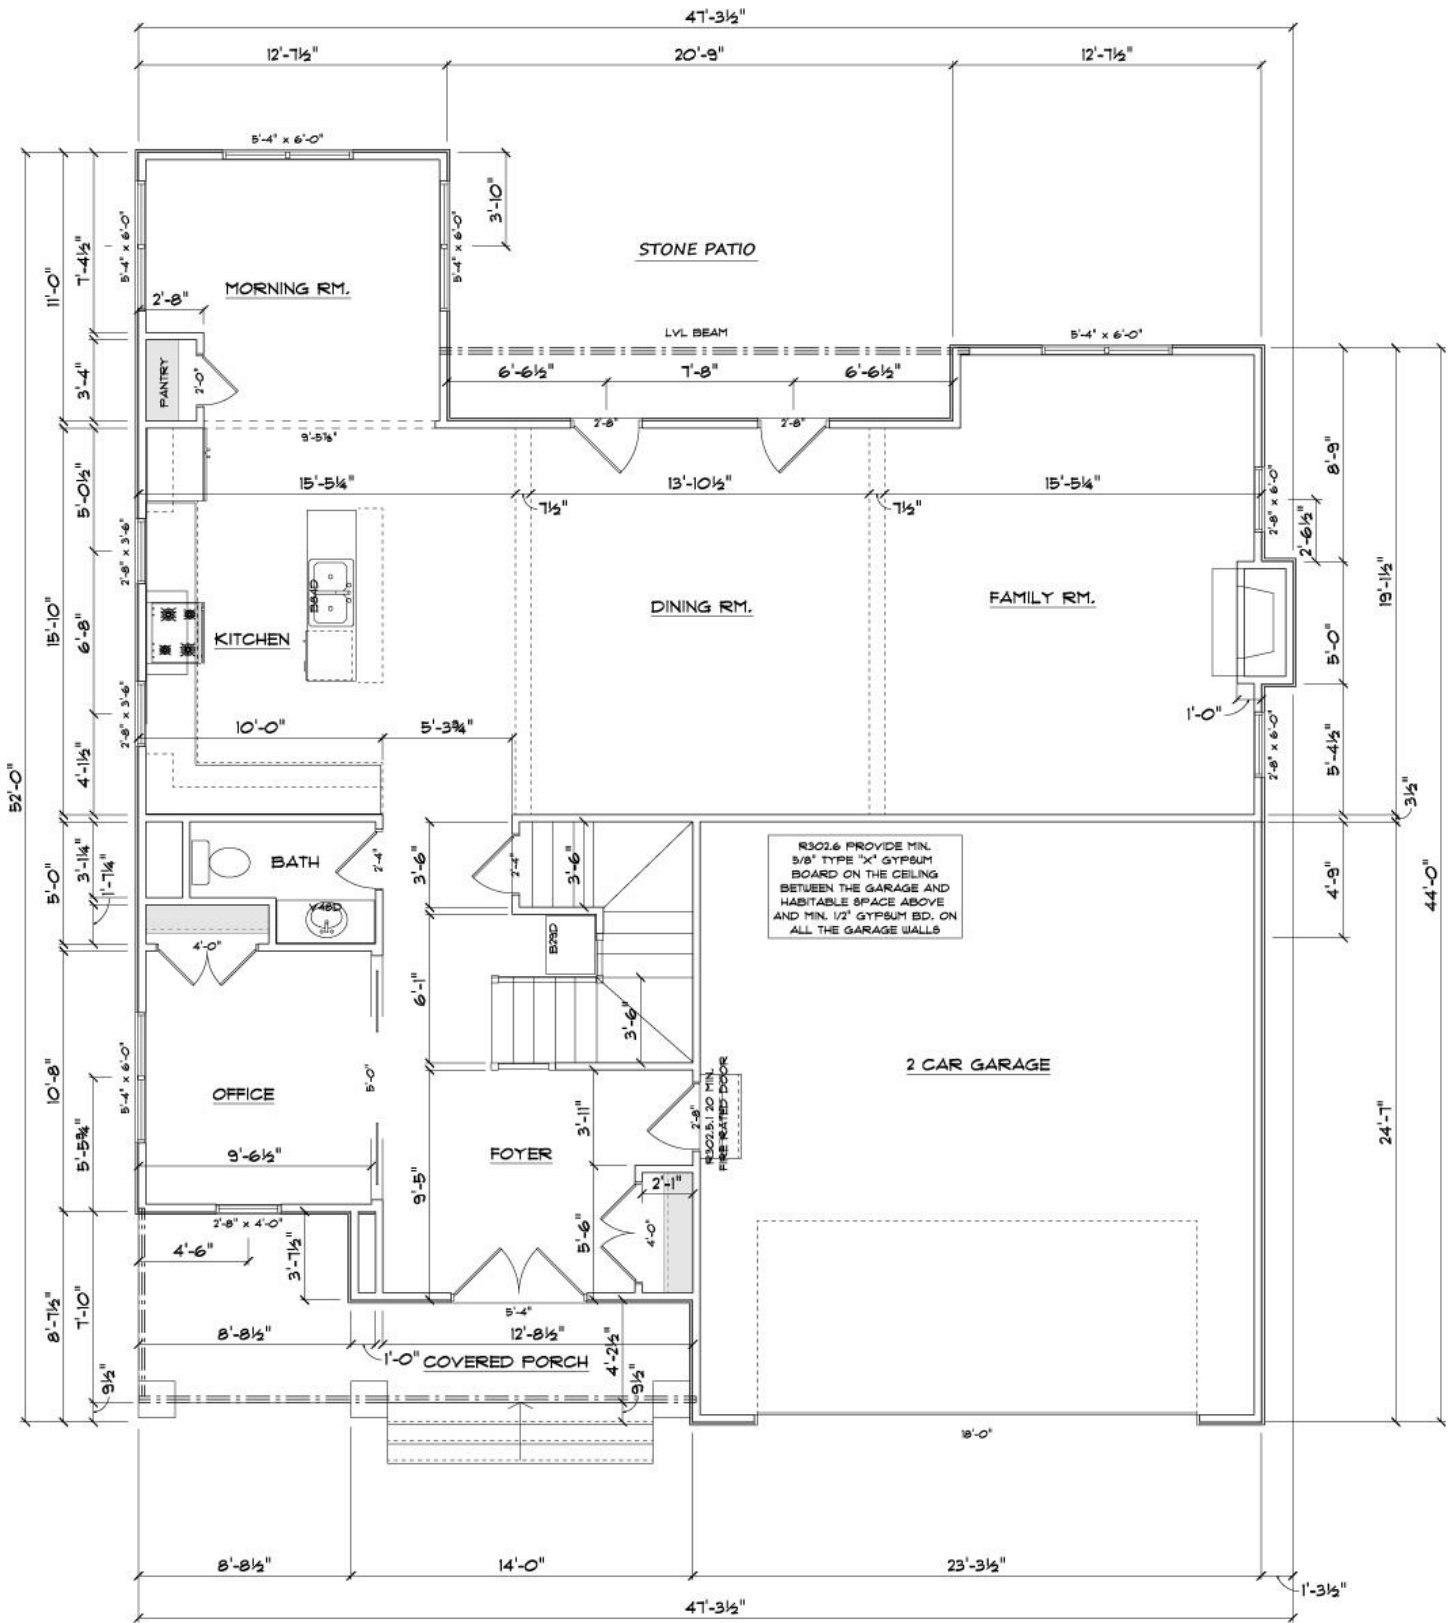 47'-3½"
12'-7½" 20'-9" 12'-7½"
5'-4" x 6'-0"
3'-10"
5'-4" x 6'-0"
5'-4" x 6'-0"
7'-4½"
11'-0"
STONE PATIO
MORNING RM.
2'-8"
LVL BEAM
5'-4" x 6'-0"
PANTRY
2'-0"
3'-4"
6'-6½" 7'-8" 6'-6½"
2'-8" 2'-8"
9'-5⅞"
8'-9"
15'-5¼" 13'-10½" 15'-5¼"
7½" 7½"
5'-0½"
2'-8" x 6'-0"
2'-6½"
2'-8" x 3'-6"
B84D
DINING RM.
FAMILY RM.
KITCHEN
15'-10"
6'-8"
19'-1½"
5'-0"
2'-8" x 3'-6"
1'-0"
10'-0" 5'-3¾"
2'-8" x 6'-0"
5'-4½"
4'-1½"
52'-0"
3½"
R302.6 PROVIDE MIN.
5/8" TYPE "X" GYPSUM
BOARD ON THE CEILING
BETWEEN THE GARAGE AND
HABITABLE SPACE ABOVE
AND MIN. 1/2" GYPSUM BD. ON
ALL THE GARAGE WALLS
BATH
2'-4"
3'-6"
2'-4"
3'-6"
5'-0"
3'-1¼"
1'-7¼"
4'-9"
44'-0"
V48D
4'-0"
B29D
6'-1"
3'-6"
10'-8"
5'-4" x 6'-0"
OFFICE
5'-0"
2 CAR GARAGE
R302.5.1 20 MIN.
FIRE RATED DOOR
2'-8"
3'-11"
5'-5¾"
9'-6½"
FOYER
24'-7"
9'-5"
2'-1"
4'-0"
5'-6"
2'-8" x 4'-0"
4'-6"
3'-7½"
8'-7½"
7'-10"
5'-4"
8'-8½" 12'-8½"
1'-0"
COVERED PORCH
4'-2½"
9½"
9½"
18'-0"
8'-8½" 14'-0" 23'-3½"
1'-3½"
47'-3½"